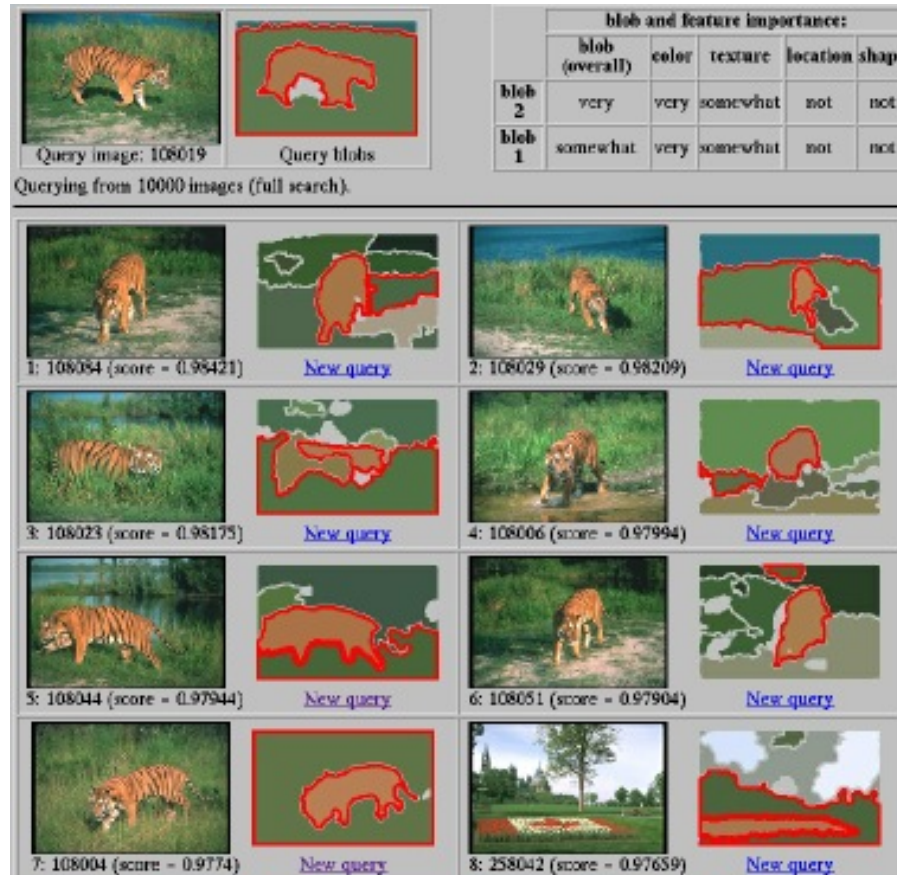 blob and feature importance:
blob (overall) color texture location shap
blob 2 very very somewhat not not
blob 1 somewhat very somewhat not not
Query image: 108019 Query blobs
Querying from 10000 images (full search).
1: 108084 (score = 0.98421) New query 2: 108029 (score = 0.98209) New query
3: 108023 (score = 0.98175) New query 4: 108006 (score = 0.97994) New query
5: 108044 (score = 0.97944) New query 6: 108051 (score = 0.97904) New query
7: 108004 (score = 0.9774) New query 8: 258042 (score = 0.97659) New query